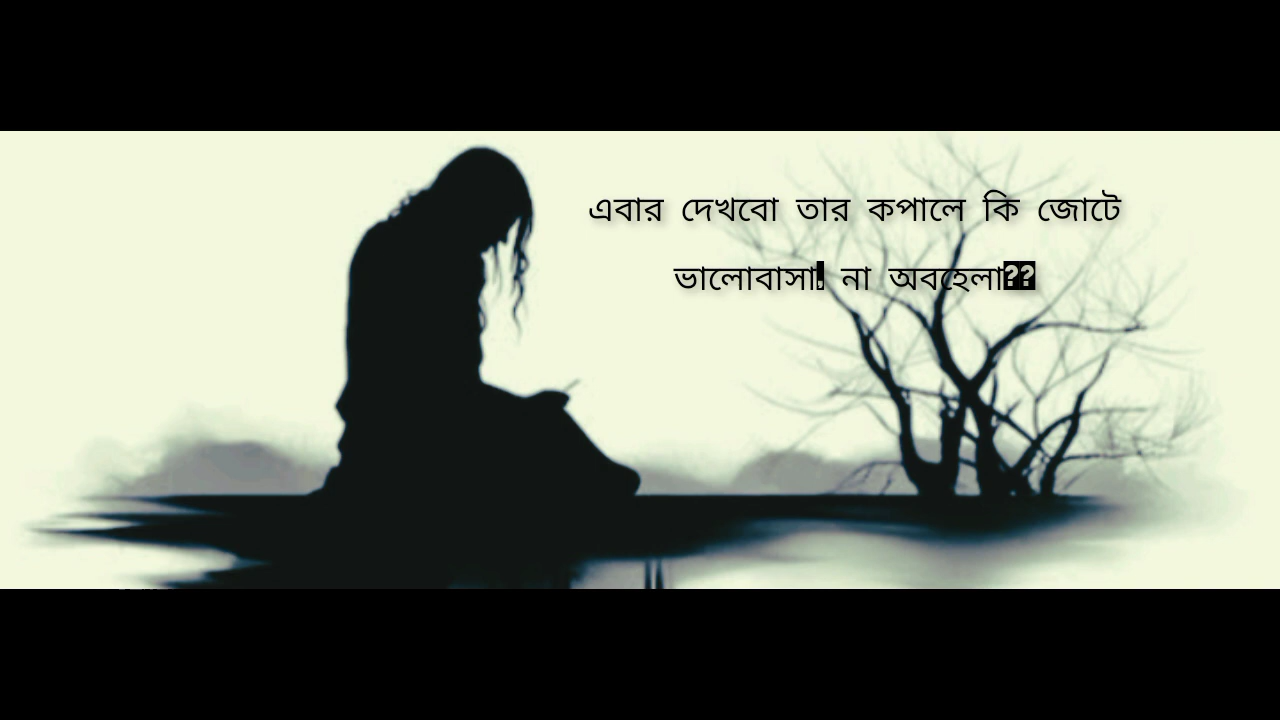 এবার দেখবো তার কপালে কি জোটে
ভালোবাসা! না অবহেলা??